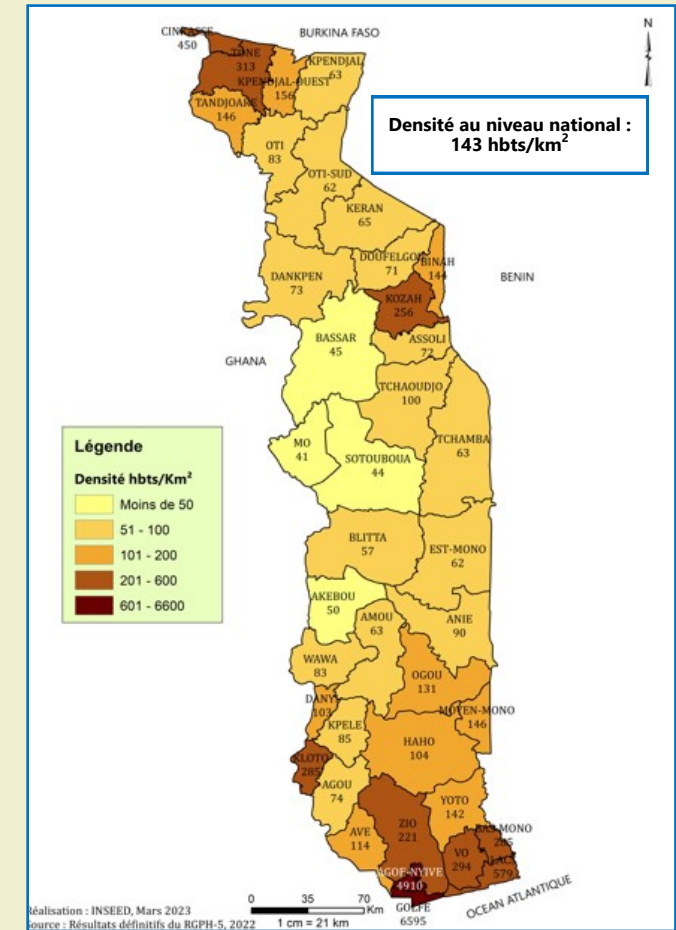 BURKINA FASO
N
CINKASSE
450
TONE
313
KPENDJAL
63
KPENDJAL-OUEST
156
TANDJOARE
146
Densité au niveau national :
143 hbts/km²
OTI
83
OTI-SUD
62
KERAN
65
DOUFELGOU
71
BINAH
144
DANKPEN
73
BENIN
KOZAH
256
BASSAR
45
ASSOLI
72
GHANA
TCHAOUDJO
100
TCHAMBA
63
MO
41
SOTOUBOUA
44
Légende
Densité hbts/Km²
Moins de 50
51 - 100
101 - 200
201 - 600
601 - 6600
BLITTA
57
EST-MONO
62
AKEBOU
50
AMOU
63
ANIE
90
WAWA
83
OGOU
131
DANYI
103
MOYEN-MONO
146
KPELE
85
HAHO
104
KLOTO
285
AGOU
74
YOTO
142
ZIO
221
AVE
114
BAS-MONO
285
VO
294
LACS
579
AGOE-NYIVE
4910
GOLFE
6595
OCEAN ATLANTIQUE
0 35 70
Km
1 cm = 21 km
Réalisation : INSEED, Mars 2023
Source : Résultats définitifs du RGPH-5, 2022